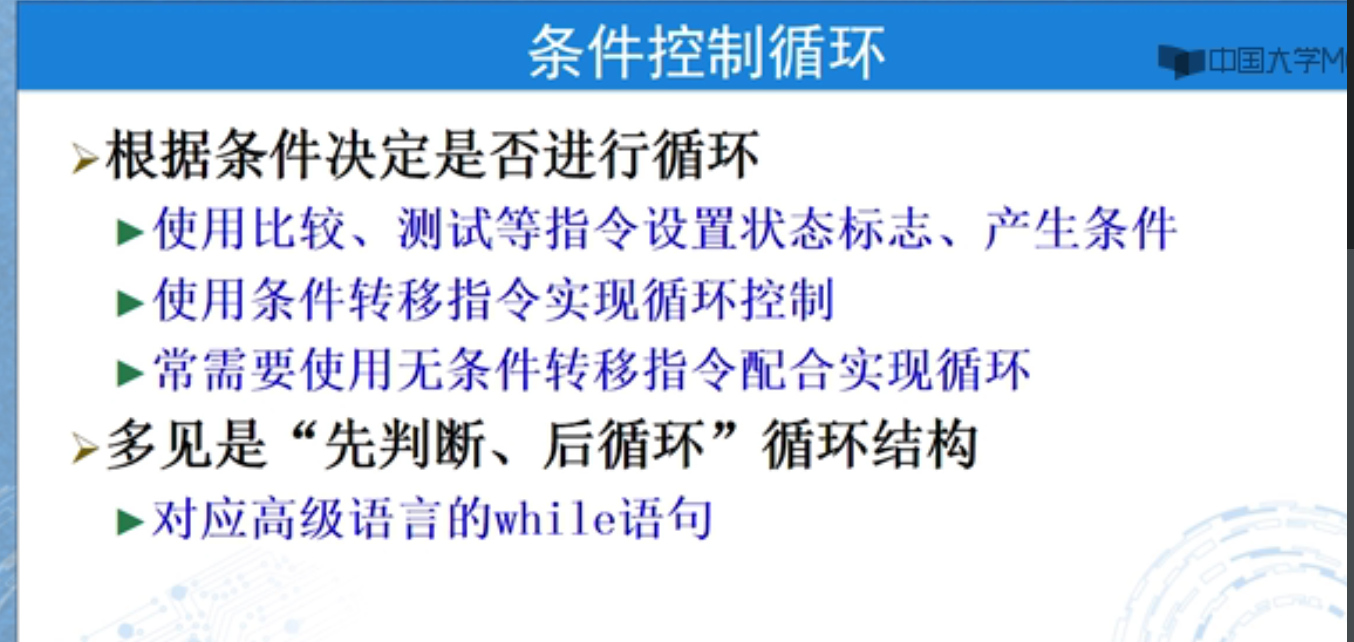 条件控制循环
中国大学M
根据条件决定是否进行循环
使用比较、测试等指令设置状态标志、产生条件
使用条件转移指令实现循环控制
常需要使用无条件转移指令配合实现循环
多见是“先判断、后循环”循环结构
对应高级语言的while语句